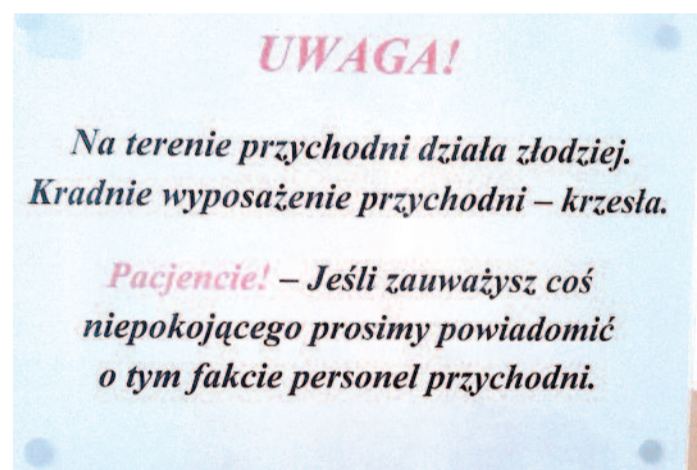 UWAGA!
Na terenie przychodni działa złodziej.
Kradnie wyposażenie przychodni – krzesła.
Pacjencie! – Jeśli zauważysz coś
niepokojącego prosimy powiadomić
o tym fakcie personel przychodni.